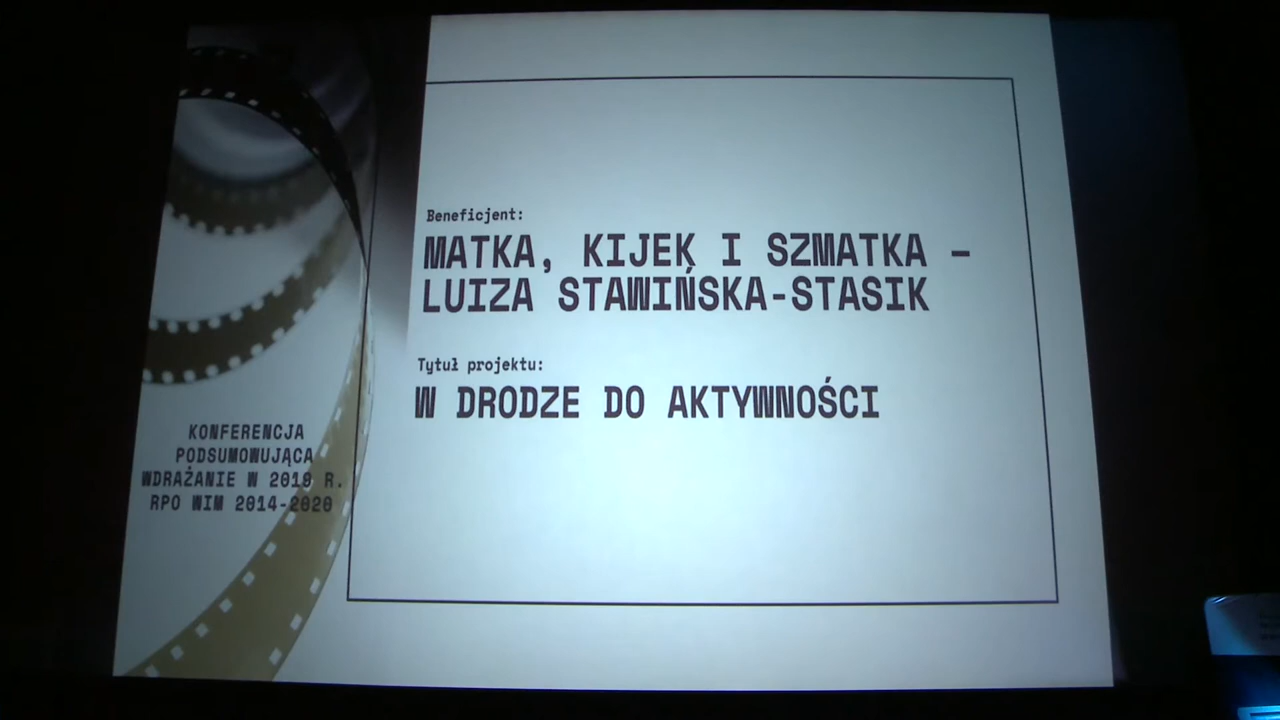 Beneficjent:
MATKA, KIJEK I SZMATKA –
LUIZA STAWIŃSKA-STASIK
Tytuł projektu:
W DRODZE DO AKTYWNOŚCI
KONFERENCJA
PODSUMOWUJĄCA
WDRAŻANIE W 2019 R.
RPO WIM 2014-2020